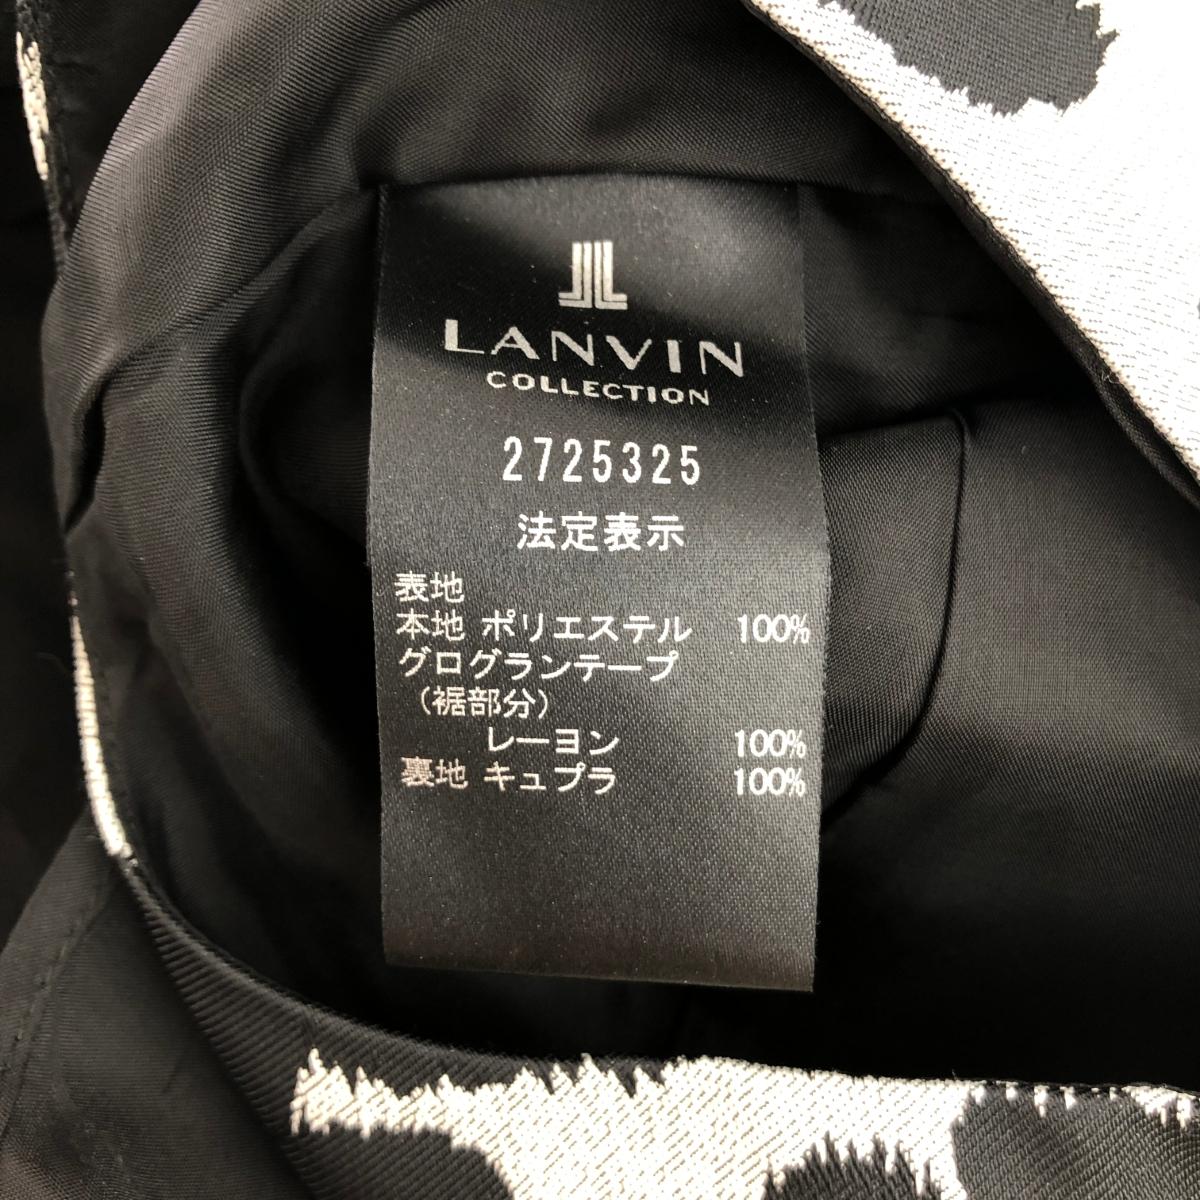 LANVIN
COLLECTION
2725325
法定表示
表地
本地 ポリエステル 100%
グログランテープ
(裾部分)
レーヨン 100%
裏地 キュプラ 100%